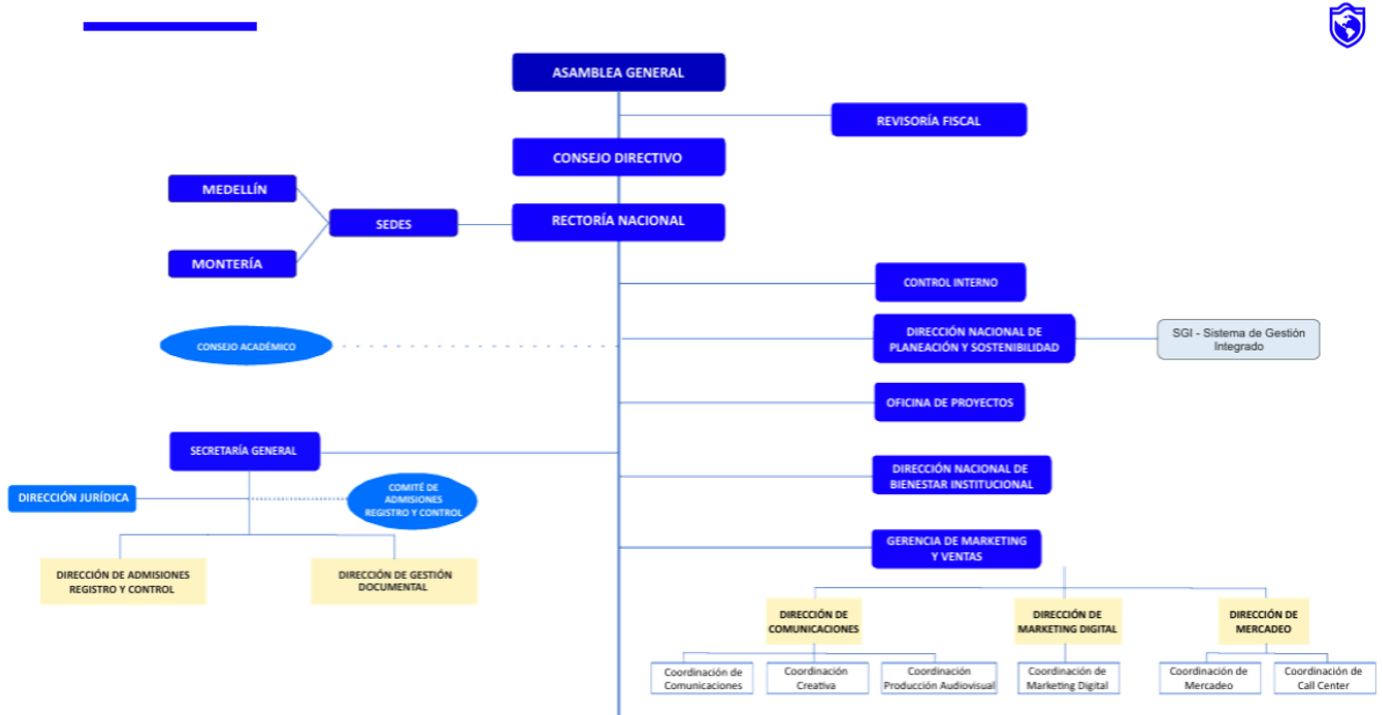 ASAMBLEA GENERAL
REVISORÍA FISCAL
CONSEJO DIRECTIVO
MEDELLÍN
SEDES
RECTORÍA NACIONAL
MONTERÍA
CONTROL INTERNO
CONSEJO ACADÉMICO
DIRECCIÓN NACIONAL DE
PLANEACIÓN Y SOSTENIBILIDAD
SGI - Sistema de Gestión
Integrado
OFICINA DE PROYECTOS
SECRETARÍA GENERAL
DIRECCIÓN NACIONAL DE
BIENESTAR INSTITUCIONAL
DIRECCIÓN JURÍDICA
COMITÉ DE
ADMISIONES
REGISTRO Y CONTROL
GERENCIA DE MARKETING
Y VENTAS
DIRECCIÓN DE ADMISIONES
REGISTRO Y CONTROL
DIRECCIÓN DE GESTIÓN
DOCUMENTAL
DIRECCIÓN DE
COMUNICACIONES
DIRECCIÓN DE
MARKETING DIGITAL
DIRECCIÓN DE
MERCADEO
Coordinación de
Comunicaciones
Coordinación
Creativa
Coordinación
Producción Audiovisual
Coordinación de
Marketing Digital
Coordinación de
Mercadeo
Coordinación de
Call Center